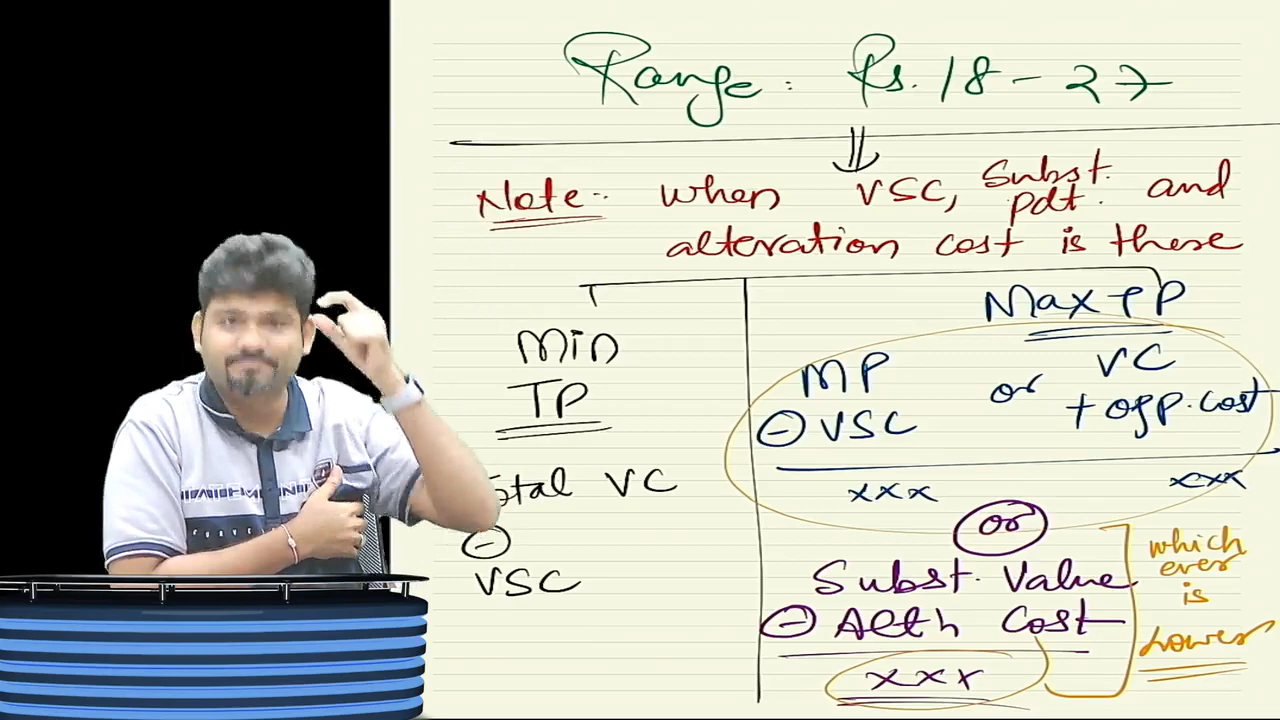 Range : Rs. 18 - 27
Note:- when VSC, Subst. pdt. and
alteration cost is there
Min
TP
Total VC
(-)
VSC
Max TP
MP
(-) VSC
xxx
or
VC
+ opp. cost
xxx
or
Subst. Value
(-) Altn Cost
xxx
which
ever
is
Lower